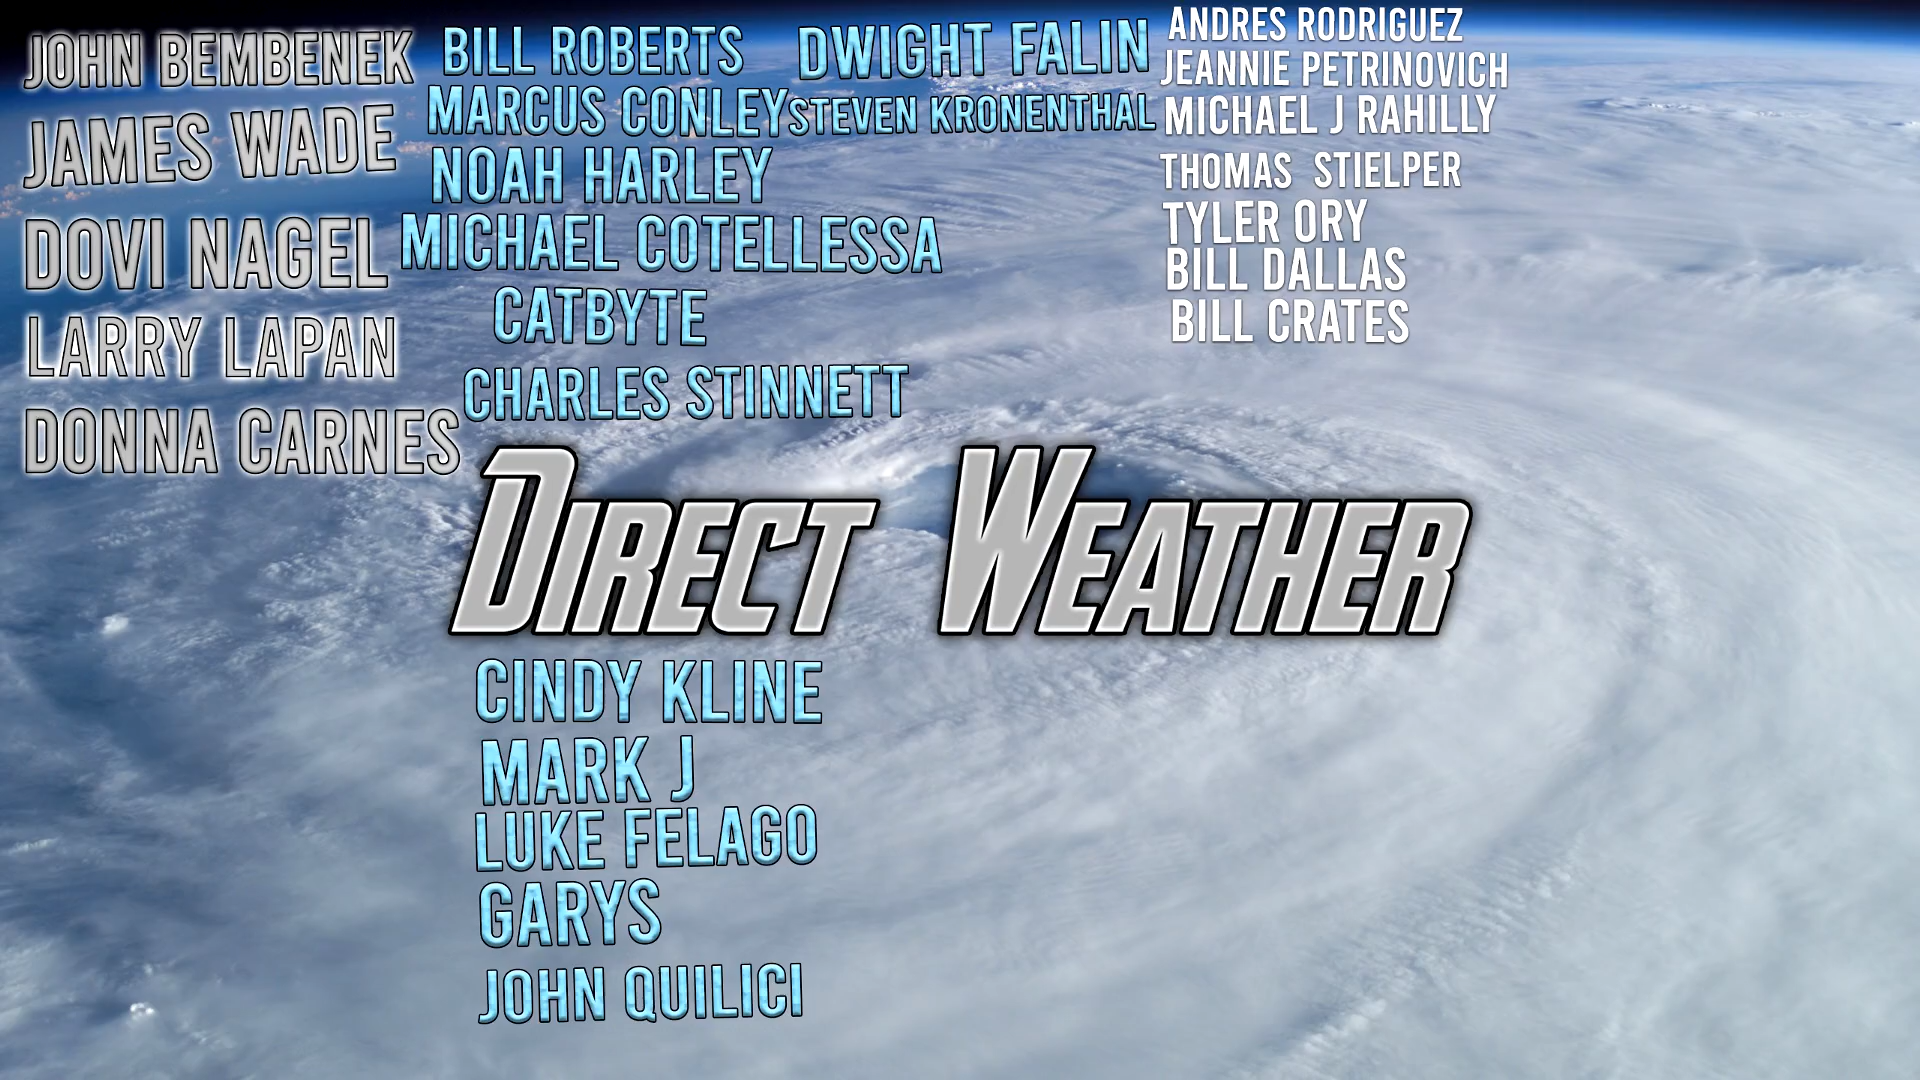 JOHN BEMBENEK
JAMES WADE
DOVI NAGEL
LARRY LAPAN
DONNA CARNES
BILL ROBERTS
MARCUS CONLEY
NOAH HARLEY
MICHAEL COTELLESSA
CATBYTE
CHARLES STINNETT
DWIGHT FALIN
STEVEN KRONENTHAL
ANDRES RODRIGUEZ
JEANNIE PETRINOVICH
MICHAEL J RAHILLY
THOMAS STIELPER
TYLER ORY
BILL DALLAS
BILL CRATES
DIRECT WEATHER
CINDY KLINE
MARK J
LUKE FELAGO
GARYS
JOHN QUILICI